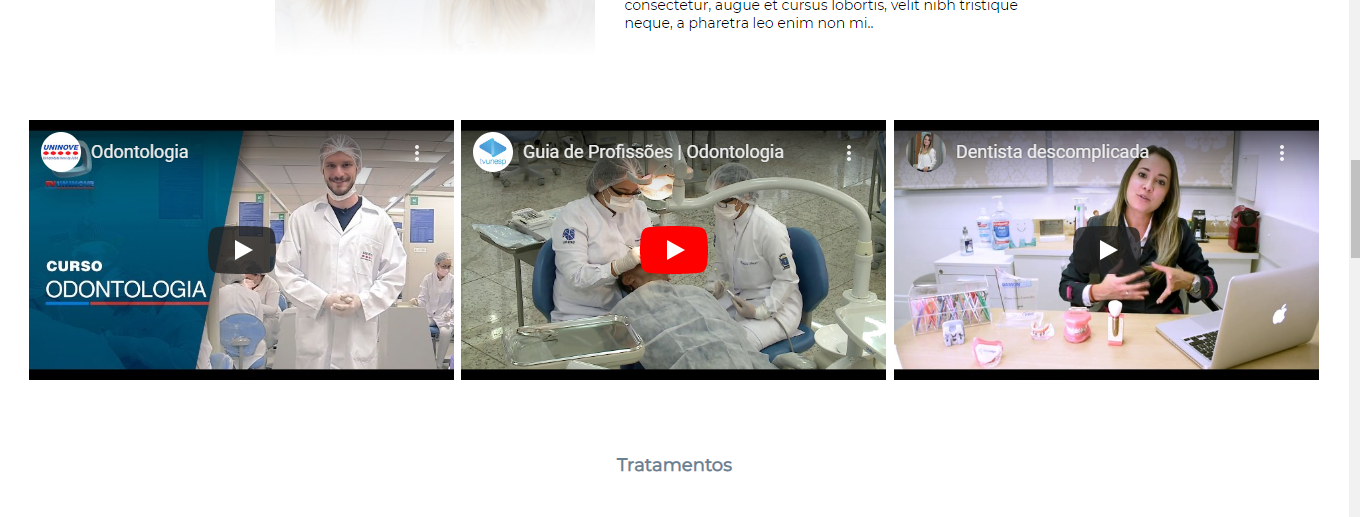 consectetur, augue et cursus lobortis, velit nibh tristique
neque, a pharetra leo enim non mi..
UNINOVE
Odontologia
CURSO
ODONTOLOGIA
tvunesp
Guia de Profissões | Odontologia
Dentista descomplicada
Tratamentos